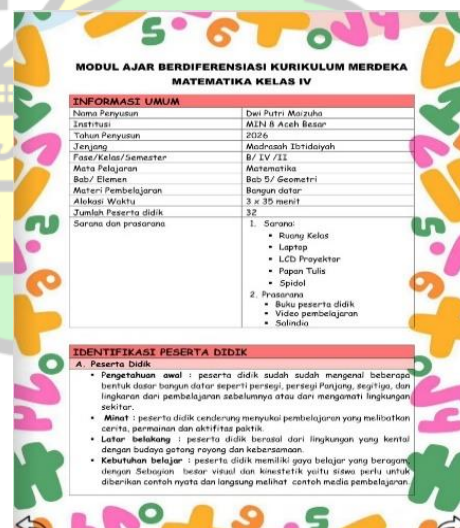 MODUL AJAR BERDIFERENSIASI KURIKULUM MERDEKA
MATEMATIKA KELAS IV
INFORMASI UMUM
Nama Penyusun Dwi Putri Maizuha
Institusi MIN 8 Aceh Besar
Tahun Penyusun 2026
Jenjang Madrasah Ibtidaiyah
Fase/Kelas/Semester B/ IV /II
Mata Pelajaran Matematika
Bab/ Elemen Bab 5/ Geometri
Materi Pembelajaran Bangun datar
Alokasi Waktu 3 x 35 menit
Jumlah Peserta didik 32
Sarana dan prasarana 1. Sarana:
• Ruang Kelas
• Laptop
• LCD Proyektor
• Papan Tulis
• Spidol
2. Prasarana
• Buku peserta didik
• Video pembelajaran
• Salindia
IDENTIFIKASI PESERTA DIDIK
A. Peserta Didik
• Pengetahuan awal : peserta didik sudah sudah mengenal beberapa
bentuk dasar bangun datar seperti persegi, persegi Panjang, segitiga, dan
lingkaran dari pembelajaran sebelumnya atau dari mengamati lingkungan
sekitar.
• Minat : peserta didik cenderung menyukai pembelajaran yang melibatkan
cerita, permainan dan aktifitas paktik.
• Latar belakang : peserta didik berasal dari lingkungan yang kental
dengan budaya gotong royong dan kebersamaan.
• Kebutuhan belajar : peserta didik memiliki gaya belajar yang beragam,
dengan Sebagian besar visual dan kinestetik yaitu siswa perlu untuk
diberikan contoh nyata dan langsung melihat contoh media pembelajaran.